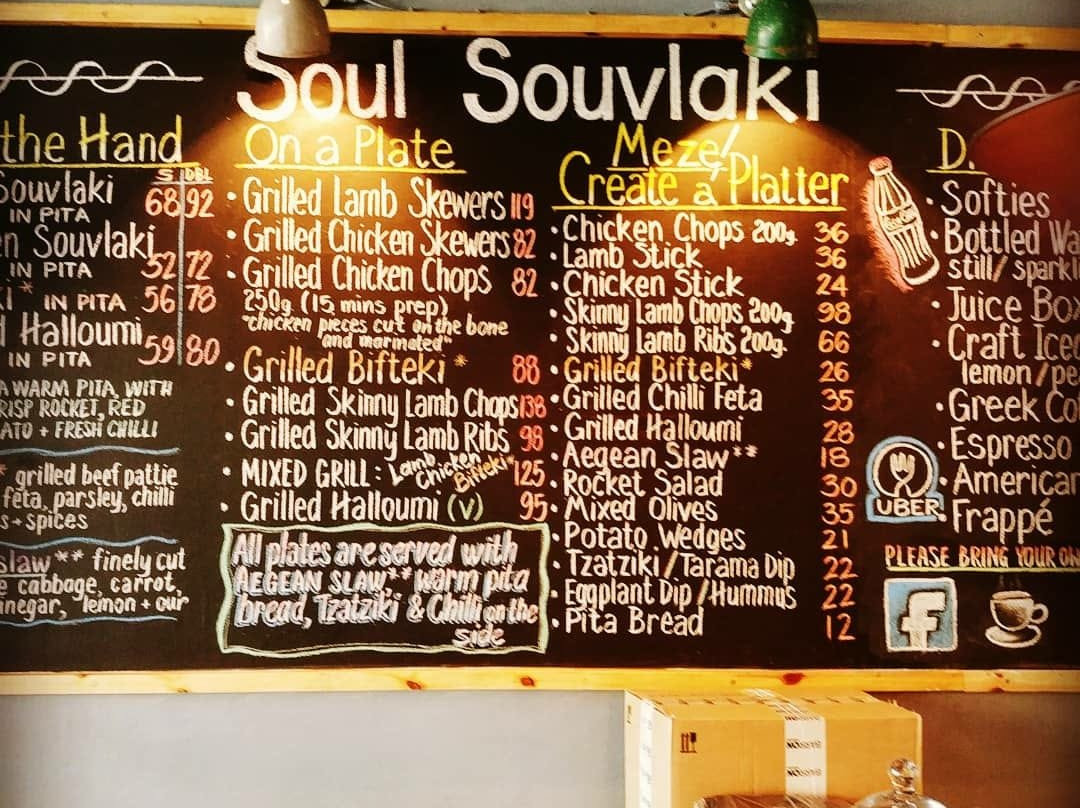 Soul Souvlaki
the Hand
S DBL
Souvlaki 68 92
IN PITA
en Souvlaki
IN PITA 52 72
ki* IN PITA 56 78
d Halloumi
IN PITA 59 80
A WARM PITA, WITH
RISP ROCKET, RED
ATO + FRESH CHILLI
* grilled beef pattie
feta, parsley, chilli
s + spices
slaw ** finely cut
e cabbage, carrot,
inegar, lemon + our
On a Plate
• Grilled Lamb Skewers 119
• Grilled Chicken Skewers 82
• Grilled Chicken Chops 82
250g (15 mins prep)
*chicken pieces cut on the bone
and marinated*
• Grilled Bifteki * 88
• Grilled Skinny Lamb Chops 138
• Grilled Skinny Lamb Ribs 98
• MIXED GRILL: Lamb Chicken Bifteki* 125
• Grilled Halloumi (V) 95
All plates are served with
AEGEAN SLAW,** warm pita
bread, Tzatziki & Chilli on the
side
Meze/
Create a Platter
• Chicken Chops 200g. 36
• Lamb Stick 36
• Chicken Stick 24
• Skinny Lamb Chops 200g 98
• Skinny Lamb Ribs 200g. 66
• Grilled Bifteki* 26
• Grilled Chilli Feta 35
• Grilled Halloumi 28
• Aegean Slaw** 18
• Rocket Salad 30
• Mixed Olives 35
• Potato Wedges 21
• Tzatziki/Tarama Dip 22
• Eggplant Dip/Hummus 22
• Pita Bread 12
D.
• Softies
• Bottled Wa
still/sparkl
• Juice Box
• Craft Iced
lemon/pe
• Greek Co
• Espresso
• American
• Frappé
UBER
PLEASE BRING YOUR OW
f